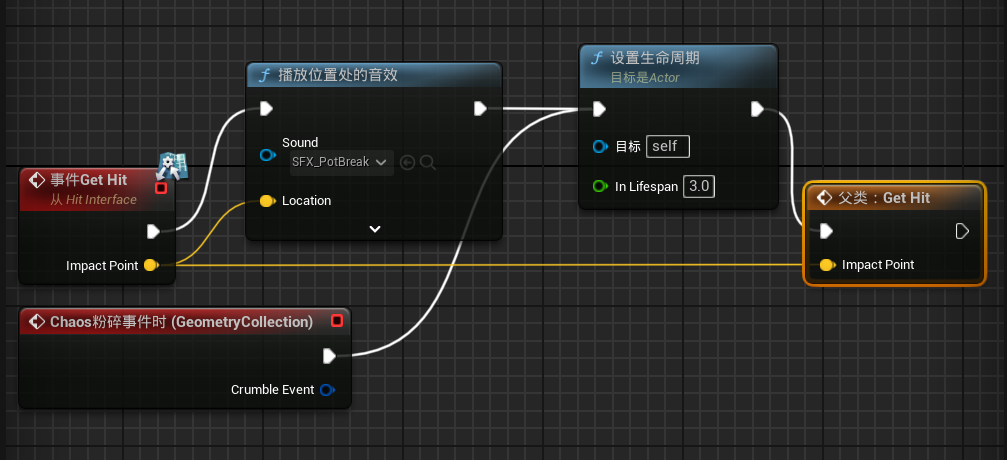 播放位置处的音效
Sound
SFX_PotBreak
Location
设置生命周期
目标是Actor
目标 self
In Lifespan 3.0
事件Get Hit
从 Hit Interface
Impact Point
父类：Get Hit
Impact Point
Chaos粉碎事件时 (GeometryCollection)
Crumble Event